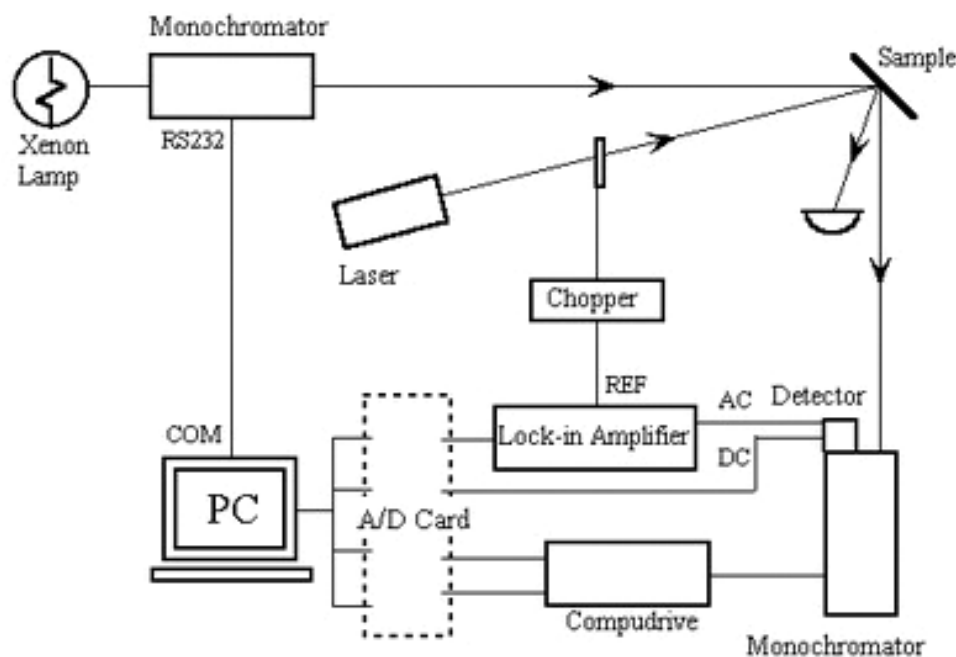 Monochromator
Sample
Xenon
Lamp
RS232
Laser
Chopper
REF
AC
Detector
COM
Lock-in Amplifier
DC
PC
A/D Card
Compudrive
Monochromator